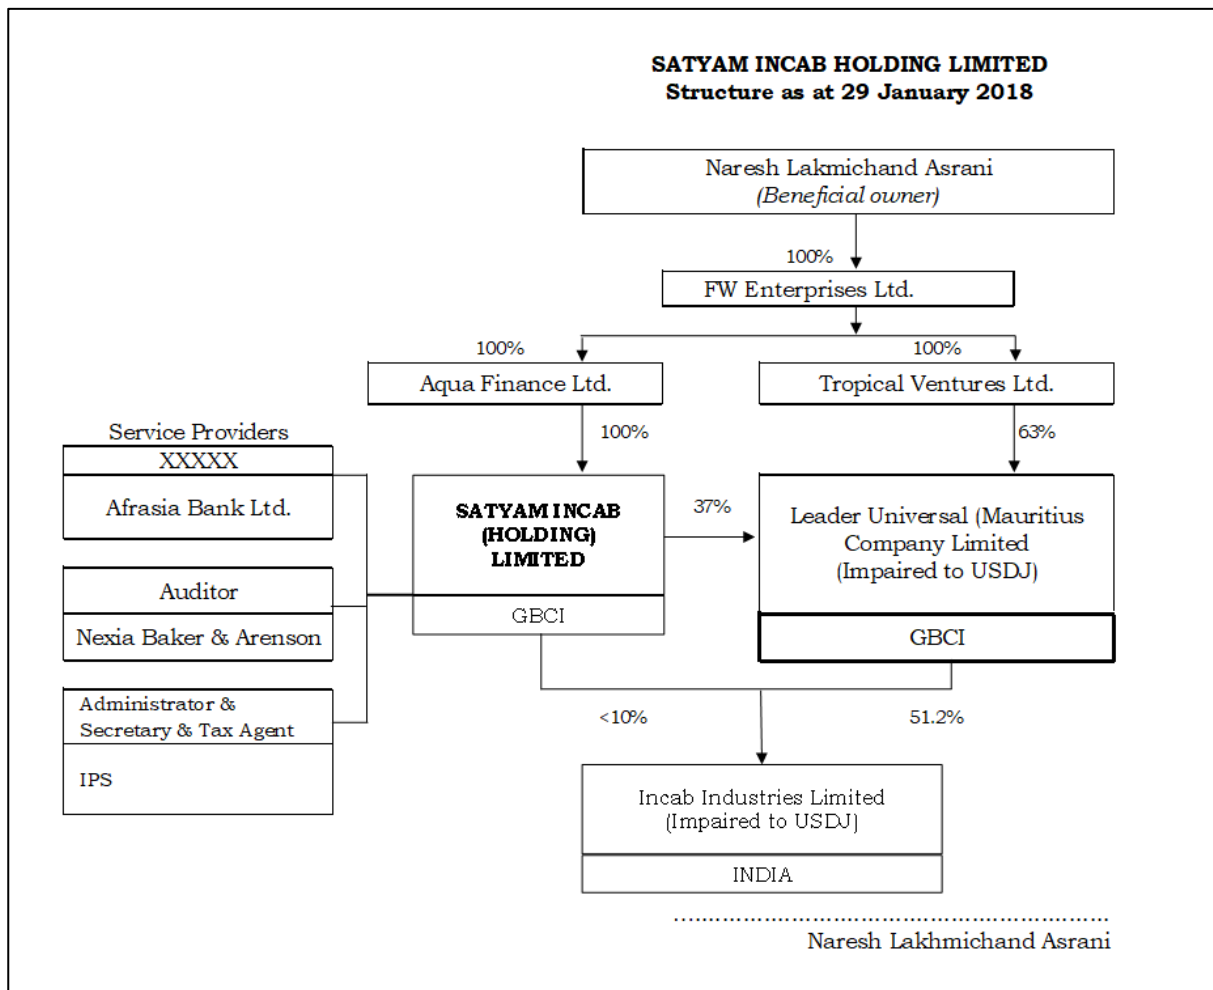 SATYAM INCAB HOLDING LIMITED
Structure as at 29 January 2018
Naresh Lakmichand Asrani
(Beneficial owner)
100%
FW Enterprises Ltd.
100%
100%
Aqua Finance Ltd.
Tropical Ventures Ltd.
100%
63%
Service Providers
XXXXX
Afrasia Bank Ltd.
SATYAM INCAB
(HOLDING)
LIMITED
GBCI
37%
Leader Universal (Mauritius
Company Limited
(Impaired to USDJ)
GBCI
Auditor
Nexia Baker & Arenson
Administrator &
Secretary & Tax Agent
IPS
<10%
51.2%
Incab Industries Limited
(Impaired to USDJ)
INDIA
Naresh Lakhmichand Asrani